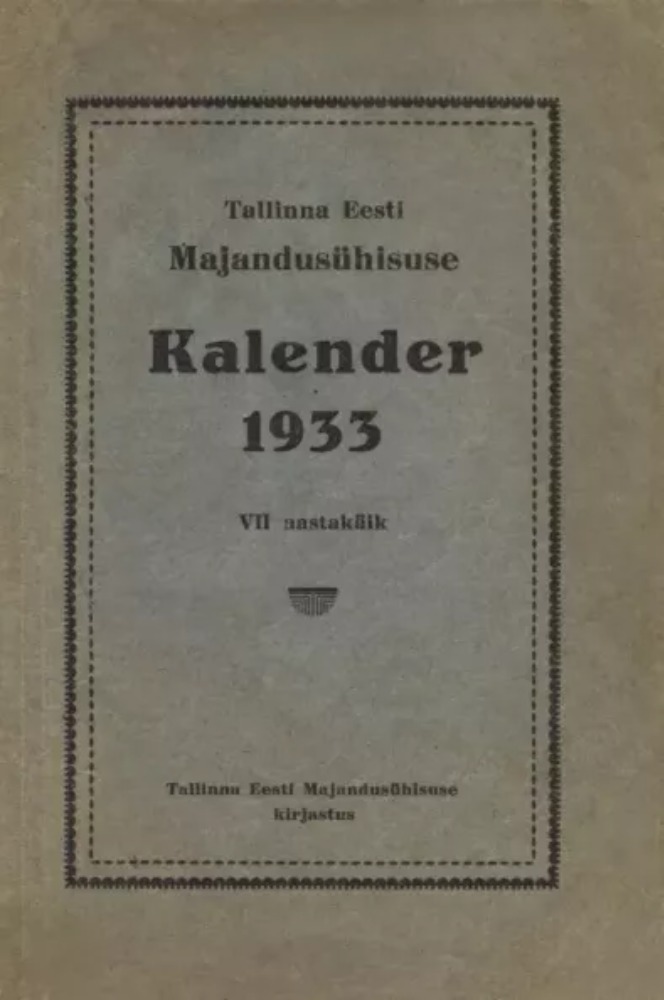 Tallinna Eesti
Majandusühisuse
Kalender
1933
VII aastakäik
Tallinna Eesti Majandusühisuse
kirjastus